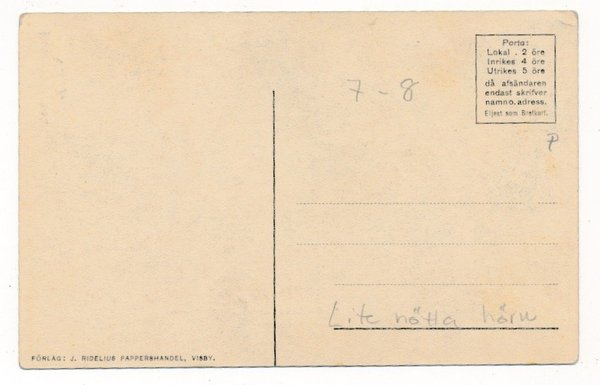 Porto:
Lokal . 2 öre
Inrikes 4 öre
Utrikes 5 öre
då afsändaren
endast skrifver
namn o. adress.
Eljest som Brefkort.
7 - 8
P
Lite nötta hörn
FÖRLAG: J. RIDELIUS PAPPERSHANDEL, VISBY.